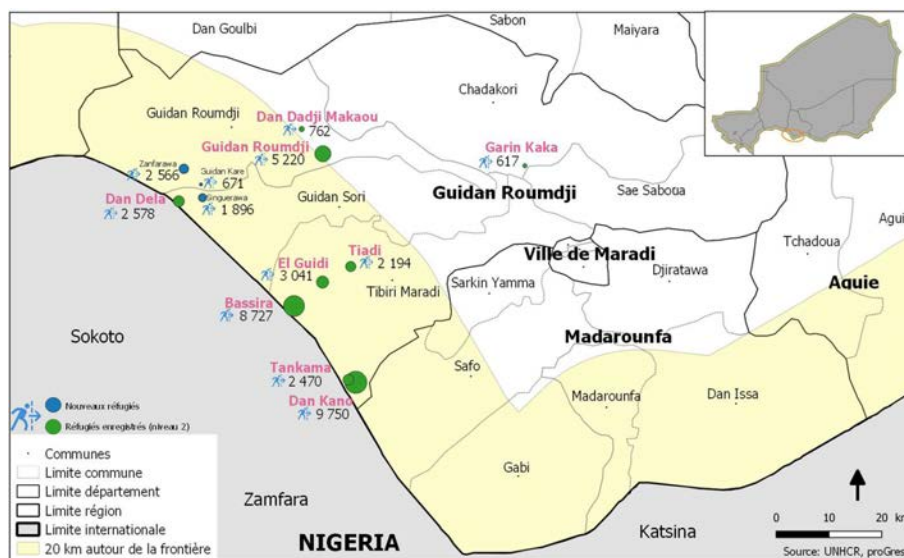 Dan Goulbi
Sabon
Maiyara
Chadakori
Guidan Roumdji
Dan Dadji Makaou
762
Guidan Roumdji
5 220
Garin Kaka
617
Zanfarawa
2 566
Guidan Kare
671
Ginguerawa
1 896
Dan Dela
2 578
Guidan Roumdji
Sae Saboua
Guidan Sori
Tchadoua
Tiadi
2 194
El Guidi
3 041
Tibiri Maradi
Ville de Maradi
Sarkin Yamma
Djiratawa
Aguie
Bassira
8 727
Sokoto
Madarounfa
Safo
Tankama
2 470
Dan Kano
9 750
Madarounfa
Dan Issa
Gabi
Zamfara
NIGERIA
Katsina
Nouveaux réfugiés
Réfugiés enregistrés (niveau 2)
Communes
Limite commune
Limite département
Limite région
Limite internationale
20 km autour de la frontière
0 10 20 km
Source: UNHCR, proGres